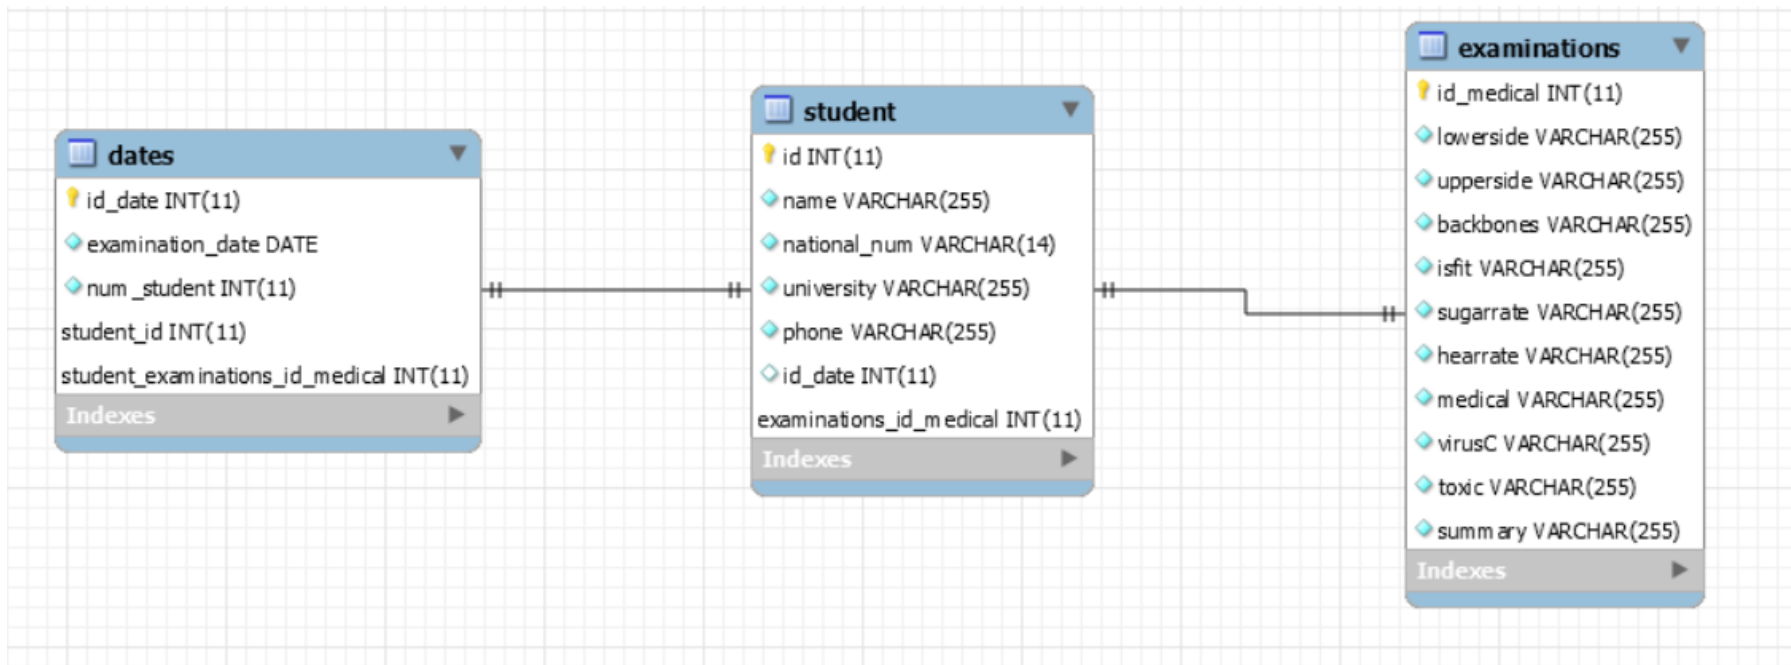 dates
id_date INT(11)
examination_date DATE
num_student INT(11)
student_id INT(11)
student_examinations_id_medical INT(11)
Indexes
student
id INT(11)
name VARCHAR(255)
national_num VARCHAR(14)
university VARCHAR(255)
phone VARCHAR(255)
id_date INT(11)
examinations_id_medical INT(11)
Indexes
examinations
id_medical INT(11)
lowerside VARCHAR(255)
upperside VARCHAR(255)
backbones VARCHAR(255)
isfit VARCHAR(255)
sugarrate VARCHAR(255)
hearrate VARCHAR(255)
medical VARCHAR(255)
virusC VARCHAR(255)
toxic VARCHAR(255)
summary VARCHAR(255)
Indexes